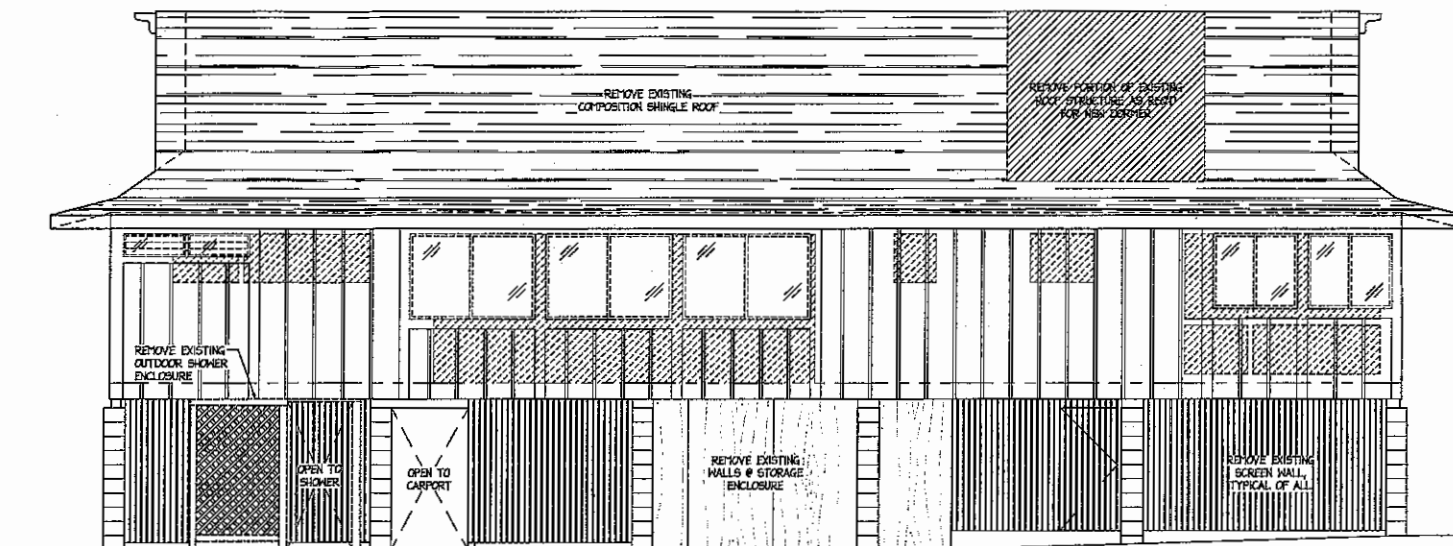 REMOVE EXISTING
COMPOSITION SHINGLE ROOF
REMOVE PORTION OF EXISTING
ROOF STRUCTURE AS REQ'D
FOR NEW DORMER
REMOVE EXISTING
OUTDOOR SHOWER
ENCLOSURE
OPEN TO
SHOWER
OPEN TO
CARPORT
REMOVE EXISTING
WALLS @ STORAGE
ENCLOSURE
REMOVE EXISTING
SCREEN WALL,
TYPICAL OF ALL